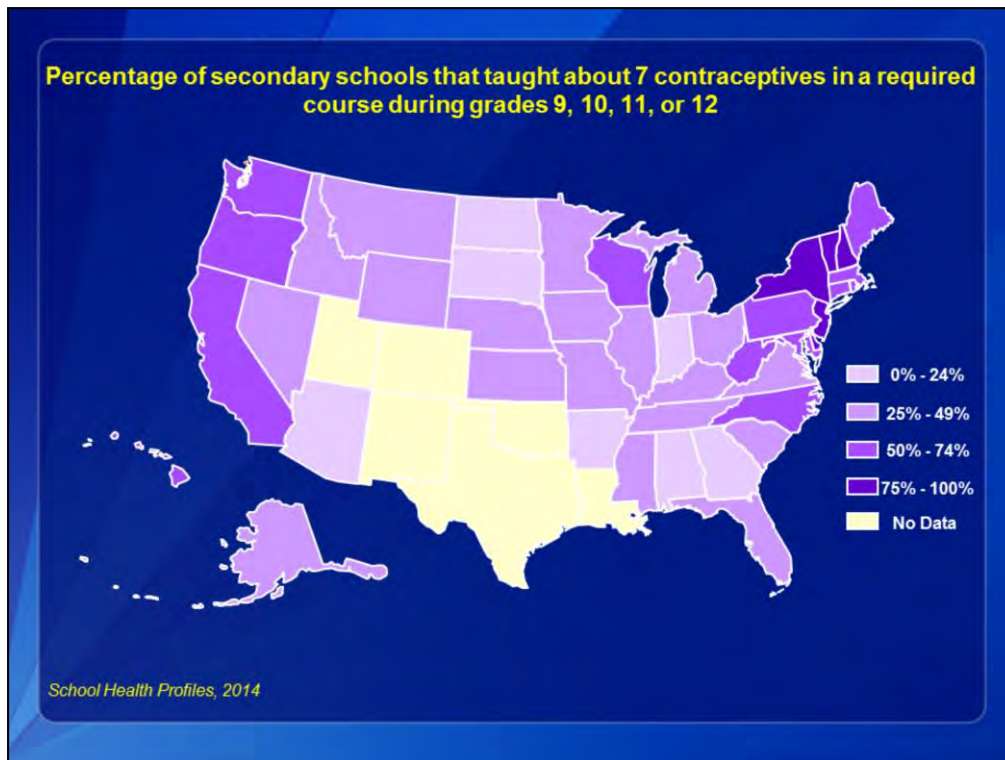 Percentage of secondary schools that taught about 7 contraceptives in a required
course during grades 9, 10, 11, or 12
0% - 24%
25% - 49%
50% - 74%
75% - 100%
No Data
School Health Profiles, 2014